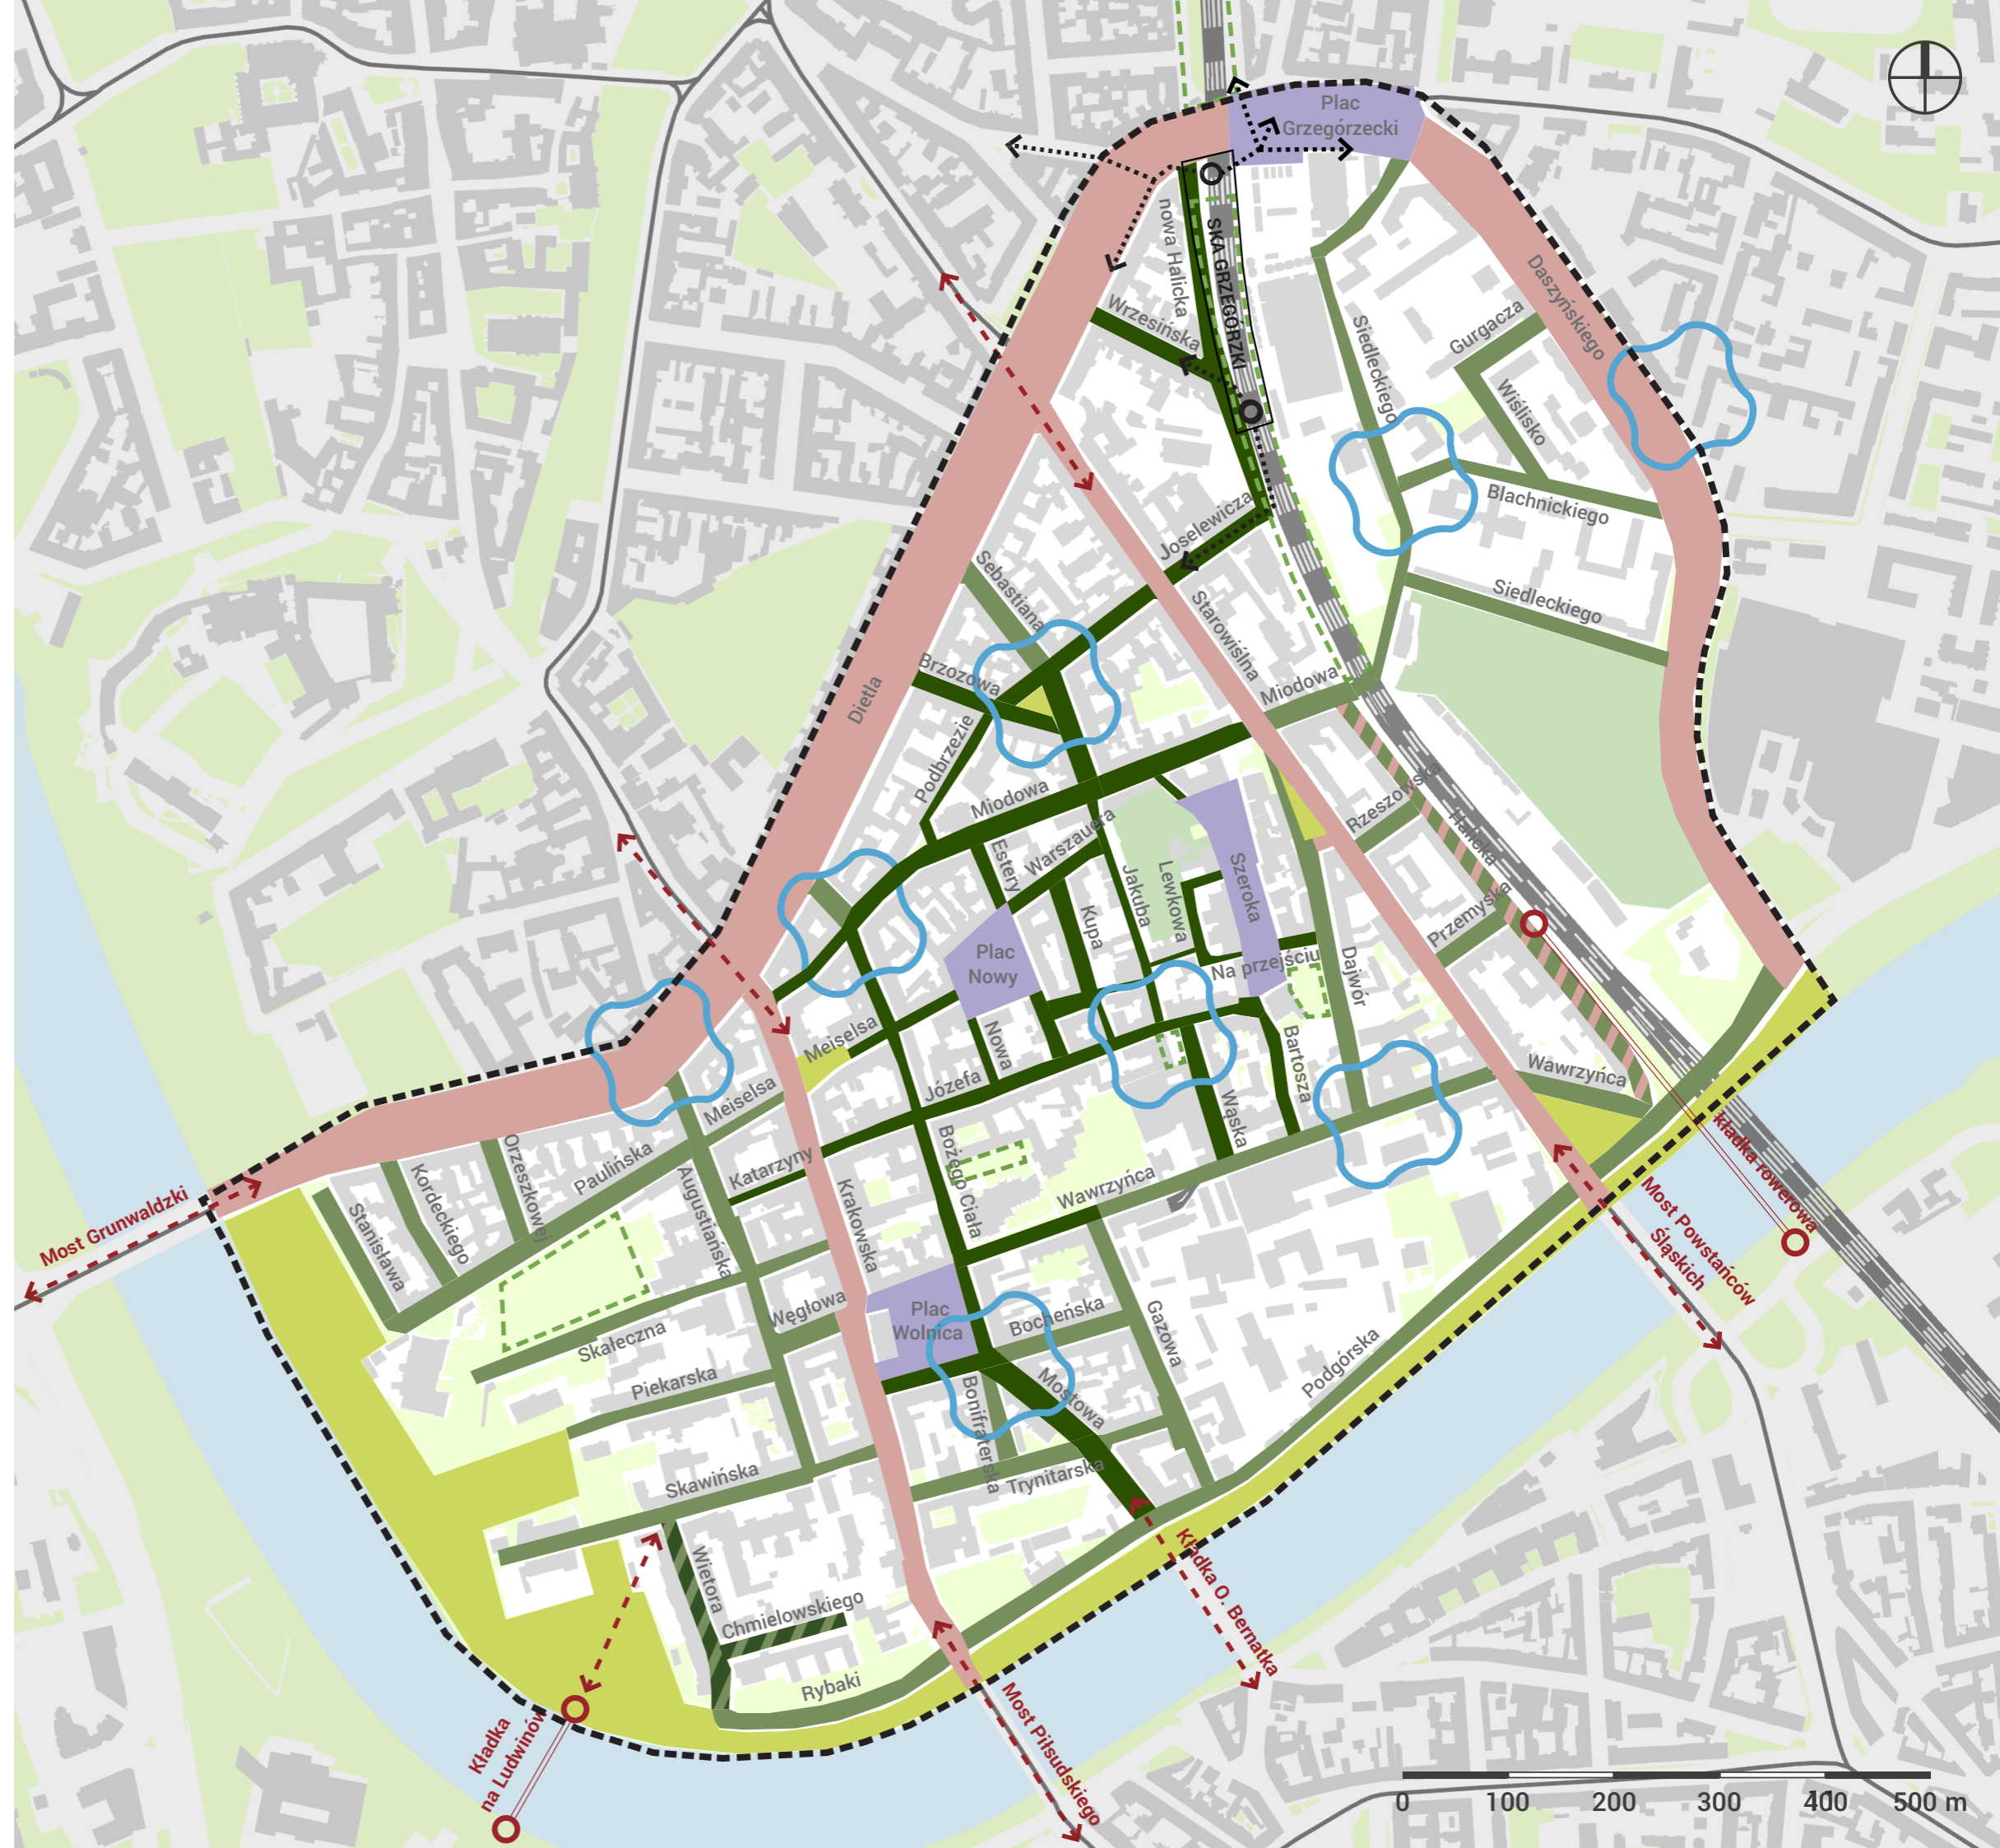 Plac
Grzegórzecki
nowa Halicka
SKA GRZEGÓRZKI
Wrzesińska
Daszyńskiego
Siedleckiego
Gurgacza
Wiślisko
Blachnickiego
Joselewicza
Siedleckiego
Sebastiana
Starowiślna
Brzozowa
Miodowa
Dietla
Podbrzezie
Miodowa
Rzeszowska
Halicka
Estery
Warszauera
Szeroka
Jakuba
Lewkowa
Kupa
Przemyska
Plac
Nowy
Na przejściu
Dajwór
Meiselsa
Nowa
Bartosza
Wawrzyńca
Józefa
Meiselsa
Wąska
kładka rowerowa
Orzeszkowej
Paulińska
Katarzyny
Bożego Ciała
Kordeckiego
Augustiańska
Wawrzyńca
Most Grunwaldzki
Stanisława
Krakowska
Most Powstańców
Śląskich
Węgłowa
Plac
Wolnica
Bocheńska
Gazowa
Skałeczna
Podgórska
Piekarska
Bonifraterska
Mostowa
Skawińska
Trynitarska
Wietora
Kładka O. Bernatka
Chmielowskiego
Rybaki
Kładka
na Ludwinów
Most Piłsudskiego
0 100 200 300 400 500 m